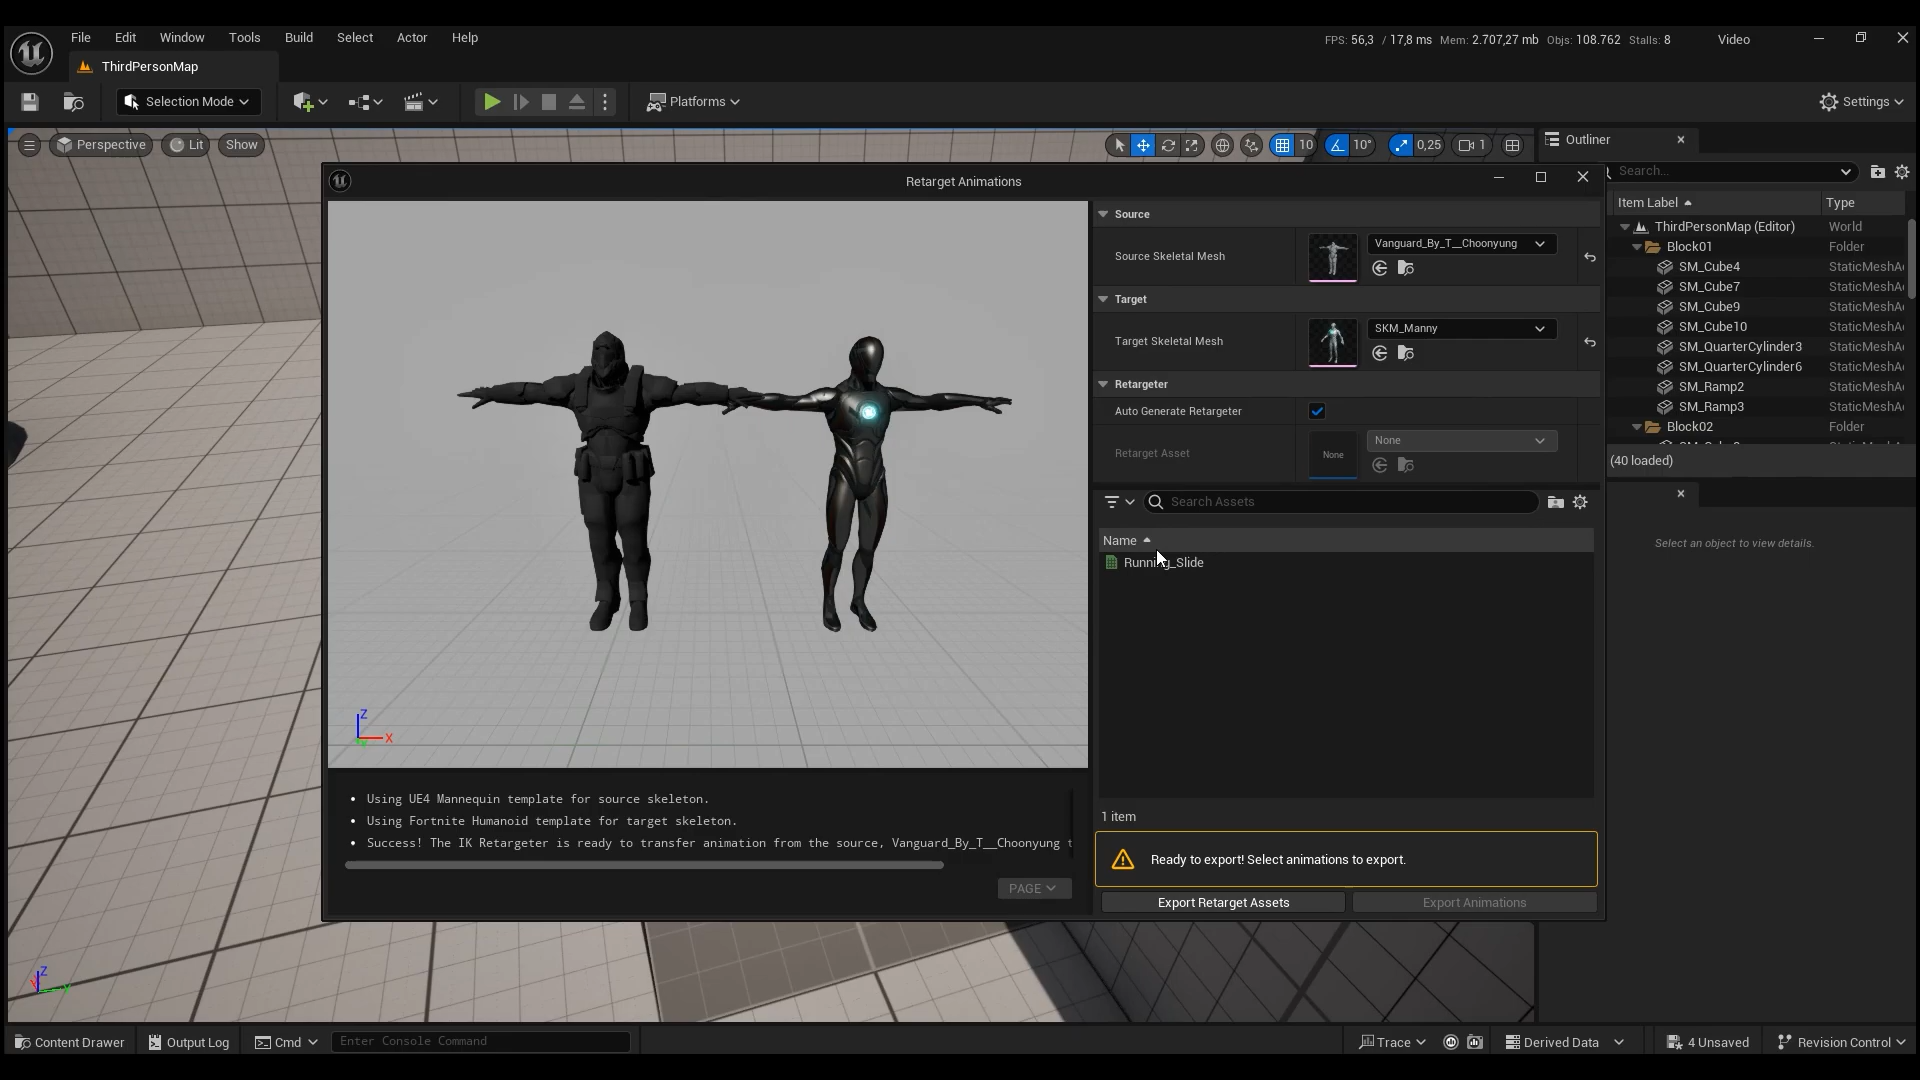 File Edit Window Tools Build Select Actor Help
FPS: 56,3 / 17,8 ms Mem: 2.707,27 mb Objs: 108.762 Stalls: 8 Video
ThirdPersonMap
Selection Mode Platforms Settings
Perspective Lit Show 10 10° 0,25 1 Outliner
Search...
Item Label Type
ThirdPersonMap (Editor) World
Block01 Folder
SM_Cube4 StaticMeshA
SM_Cube7 StaticMeshA
SM_Cube9 StaticMeshA
SM_Cube10 StaticMeshA
SM_QuarterCylinder3 StaticMeshA
SM_QuarterCylinder6 StaticMeshA
SM_Ramp2 StaticMeshA
SM_Ramp3 StaticMeshA
Block02 Folder
(40 loaded)
Select an object to view details.
Retarget Animations
Source
Source Skeletal Mesh Vanguard_By_T__Choonyung
Target
Target Skeletal Mesh SKM_Manny
Retargeter
Auto Generate Retargeter
Retarget Asset None None
Search Assets
Name
Running_Slide
1 item
Ready to export! Select animations to export.
Export Retarget Assets Export Animations
Z
X
• Using UE4 Mannequin template for source skeleton.
• Using Fortnite Humanoid template for target skeleton.
• Success! The IK Retargeter is ready to transfer animation from the source, Vanguard_By_T__Choonyung t
PAGE
Z
Content Drawer Output Log Cmd Enter Console Command Trace Derived Data 4 Unsaved Revision Control